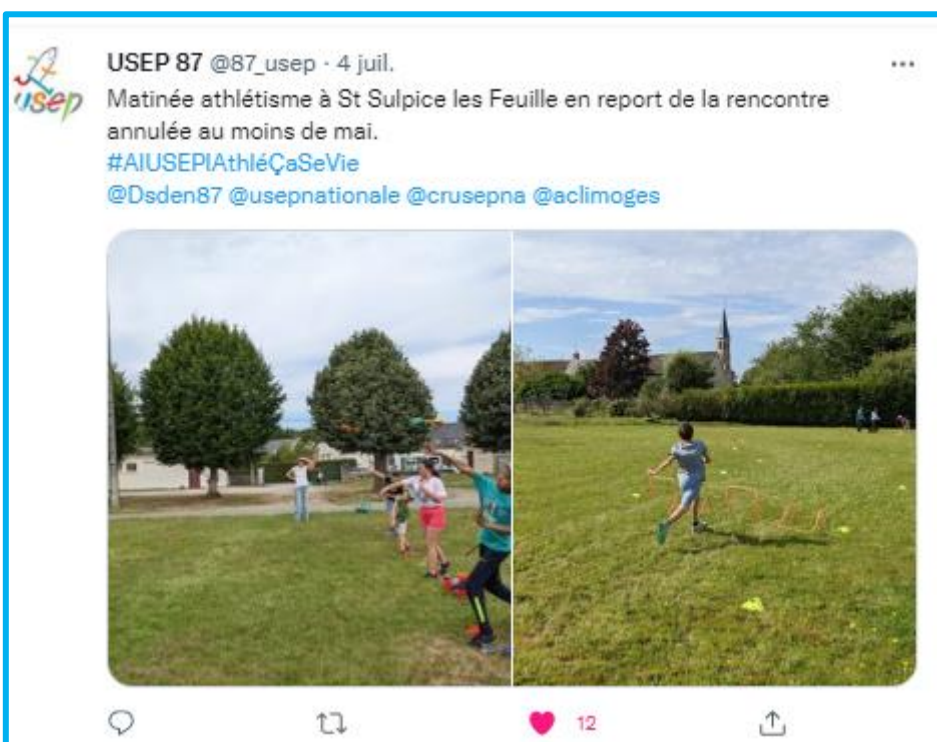 USEP 87 @87_usep · 4 juil.
usep
Matinée athlétisme à St Sulpice les Feuille en report de la rencontre
annulée au moins de mai.
#AlUSEPlAthléÇaSeVie
@Dsden87 @usepnationale @crusepna @aclimoges
12